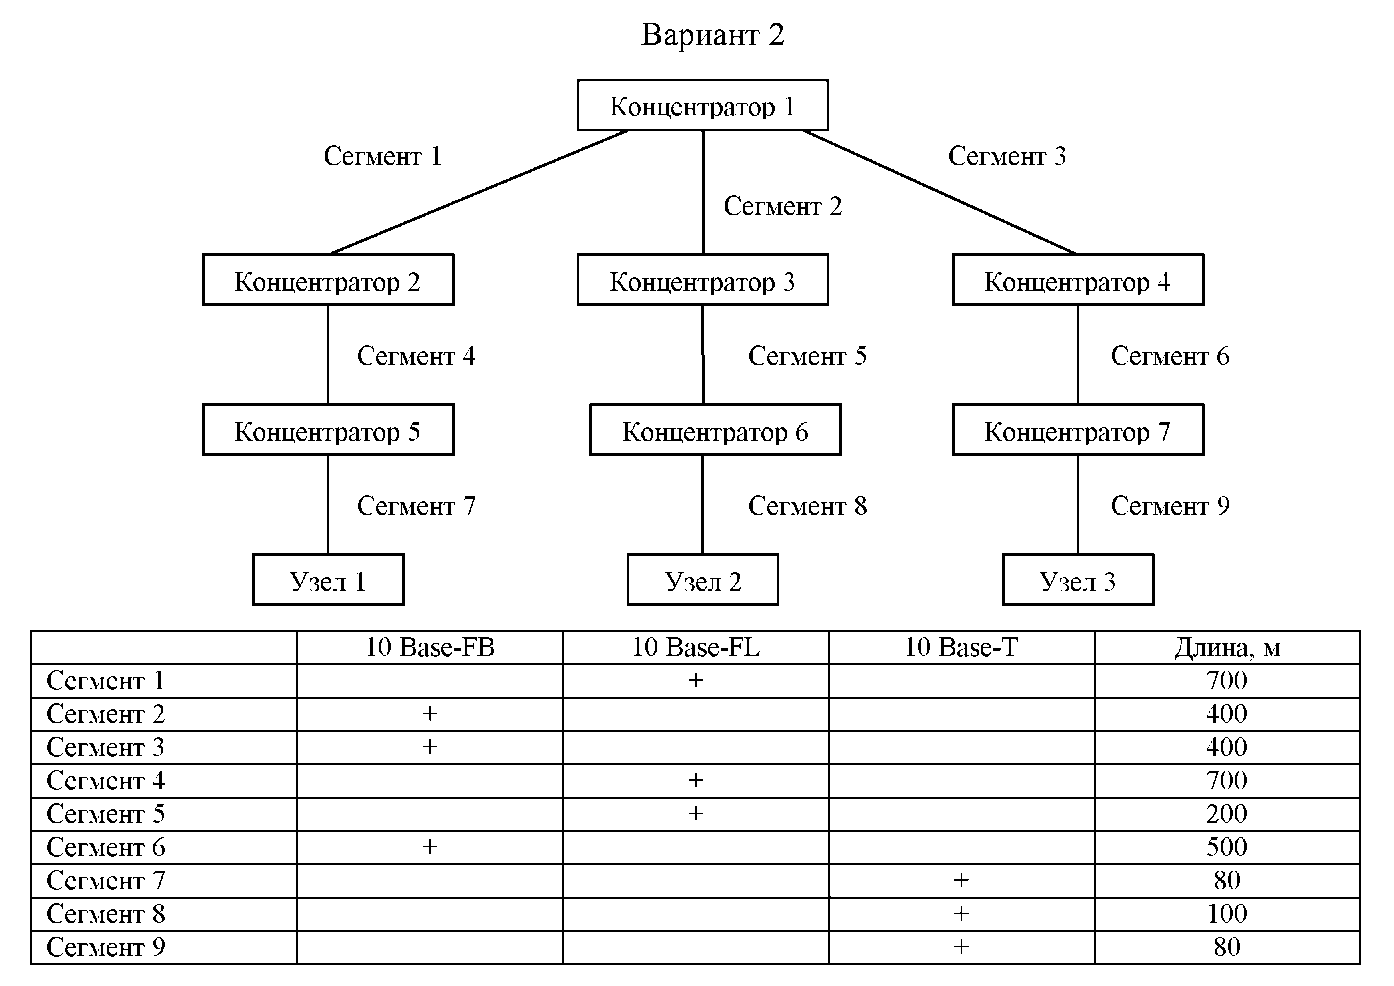 Вариант 2
Концентратор 1
Сегмент 1
Сегмент 3
Сегмент 2
Концентратор 2
Концентратор 3
Концентратор 4
Сегмент 4
Сегмент 5
Сегмент 6
Концентратор 5
Концентратор 6
Концентратор 7
Сегмент 7
Сегмент 8
Сегмент 9
Узел 1
Узел 2
Узел 3
10 Base-FB 10 Base-FL 10 Base-T Длина, м
Сегмент 1 + 700
Сегмент 2 + 400
Сегмент 3 + 400
Сегмент 4 + 700
Сегмент 5 + 200
Сегмент 6 + 500
Сегмент 7 + 80
Сегмент 8 + 100
Сегмент 9 + 80